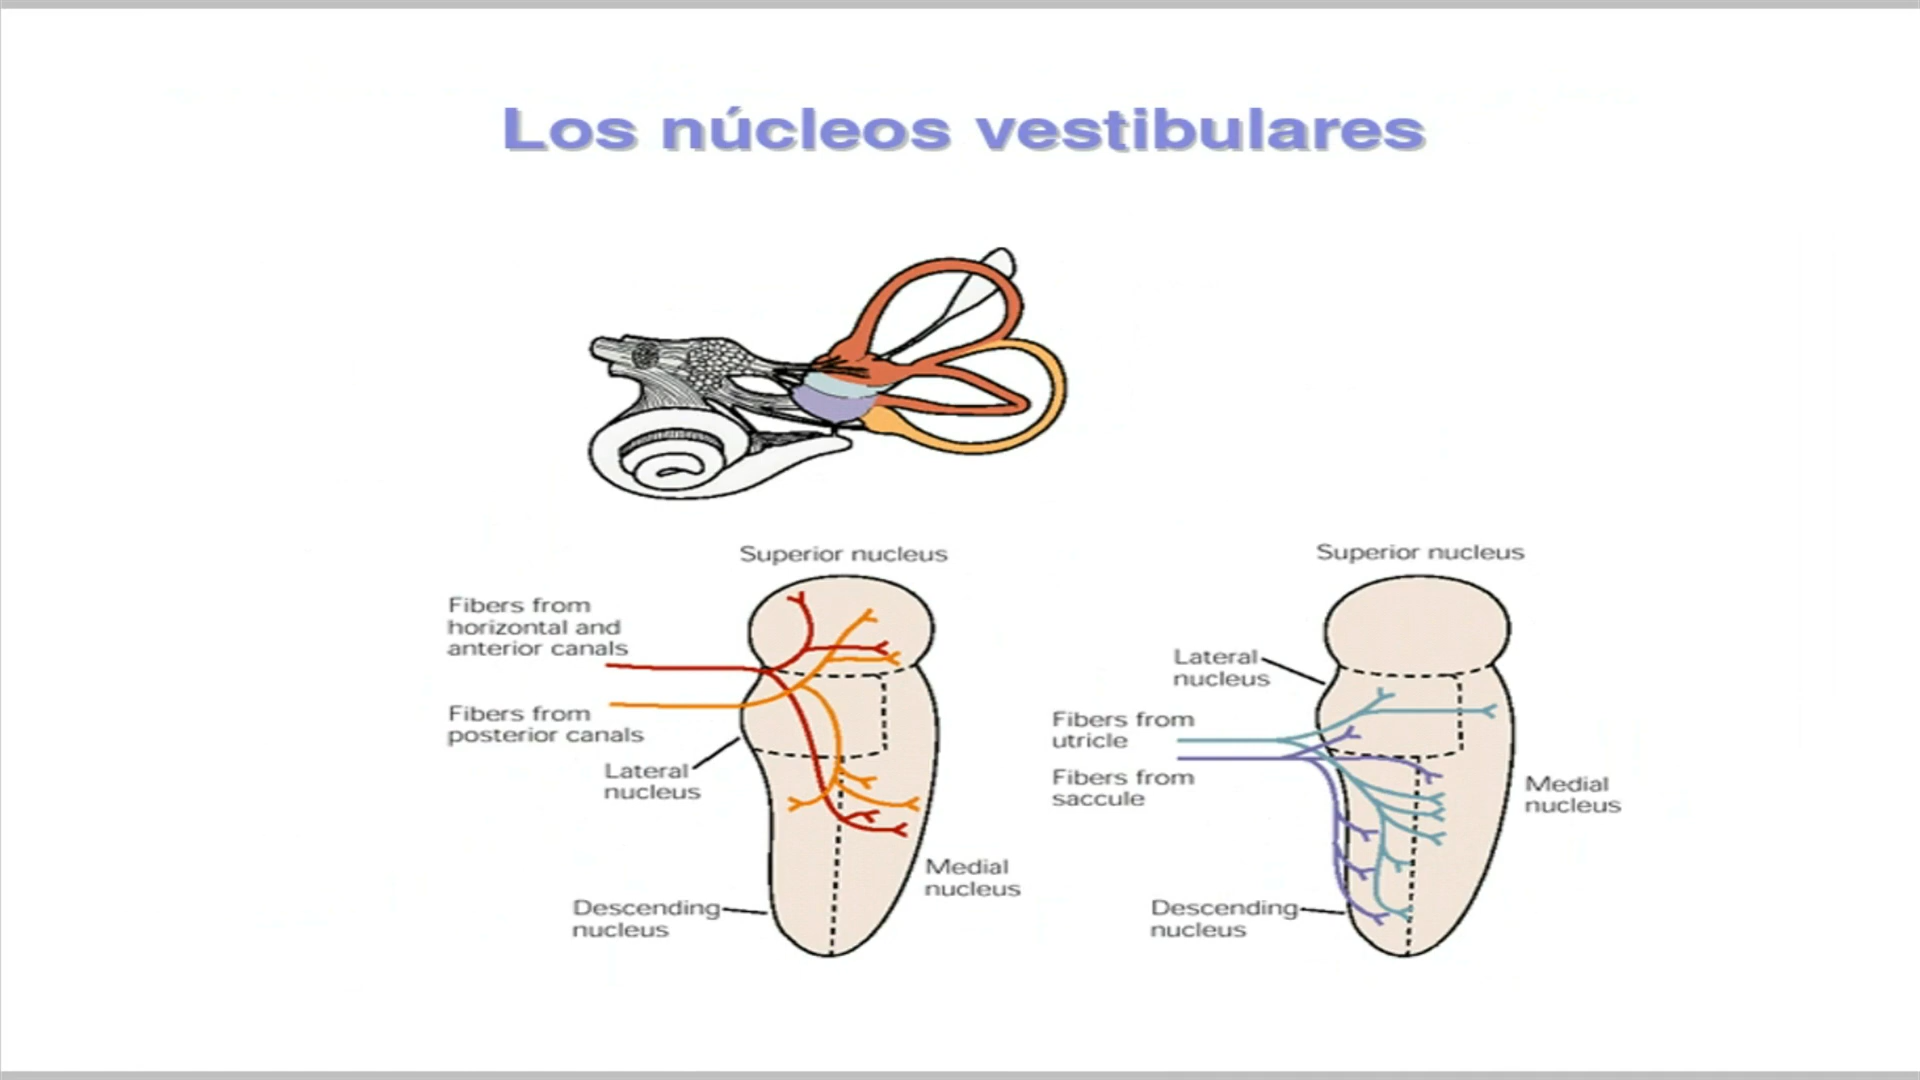 Los núcleos vestibulares
Superior nucleus
Fibers from
horizontal and
anterior canals
Fibers from
posterior canals
Lateral
nucleus
Medial
nucleus
Descending
nucleus
Superior nucleus
Lateral
nucleus
Fibers from
utricle
Fibers from
saccule
Medial
nucleus
Descending
nucleus